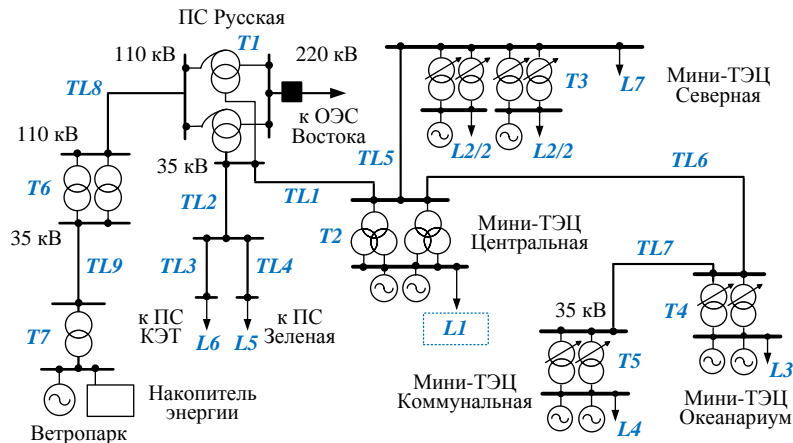 ПС Русская
110 кВ
T1
220 кВ
TL8
к ОЭС
Востока
T3
L7
Мини-ТЭЦ
Северная
L2/2
L2/2
110 кВ
35 кВ
TL5
TL6
T6
TL2
TL1
35 кВ
T2
Мини-ТЭЦ
Центральная
TL9
TL3
TL4
TL7
T7
к ПС
КЭТ
L6
L5
к ПС
Зеленая
L1
35 кВ
T4
T5
L3
Мини-ТЭЦ
Коммунальная
L4
Мини-ТЭЦ
Океанариум
Накопитель
энергии
Ветропарк